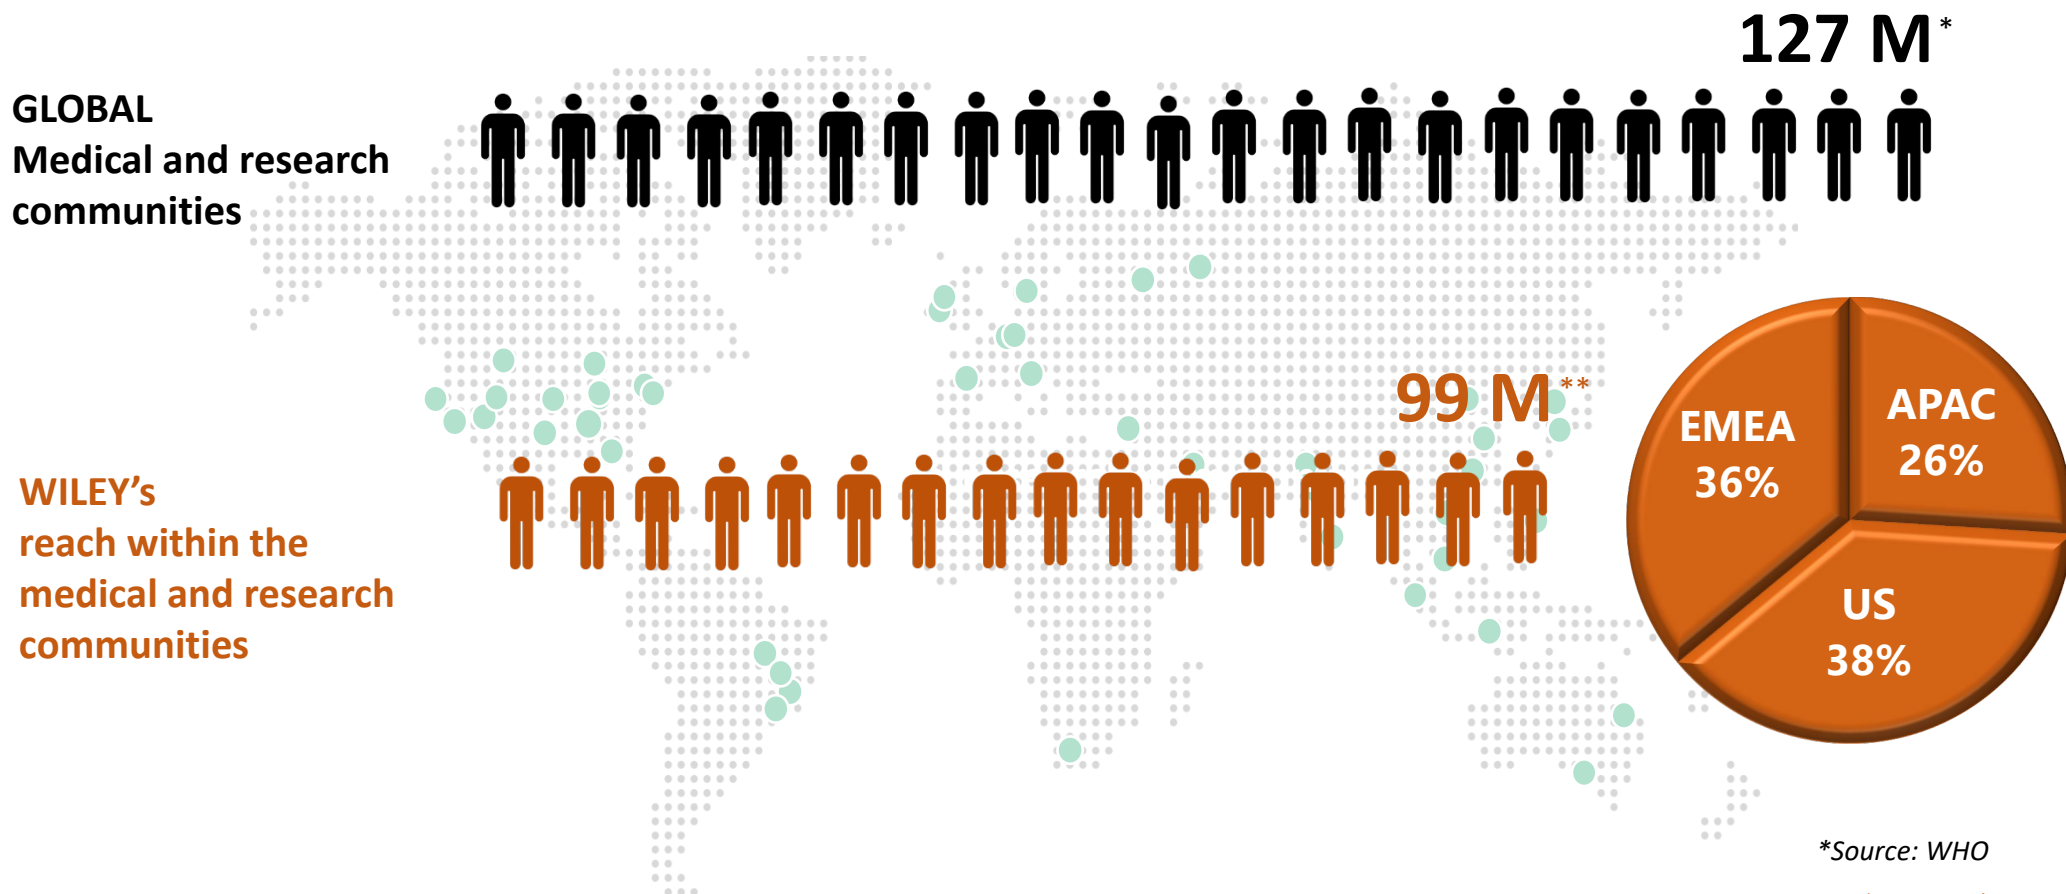 127 M*
GLOBAL
Medical and research
communities
99 M**
WILEY’s
reach within the
medical and research
communities
EMEA
36%
APAC
26%
US
38%
*Source: WHO